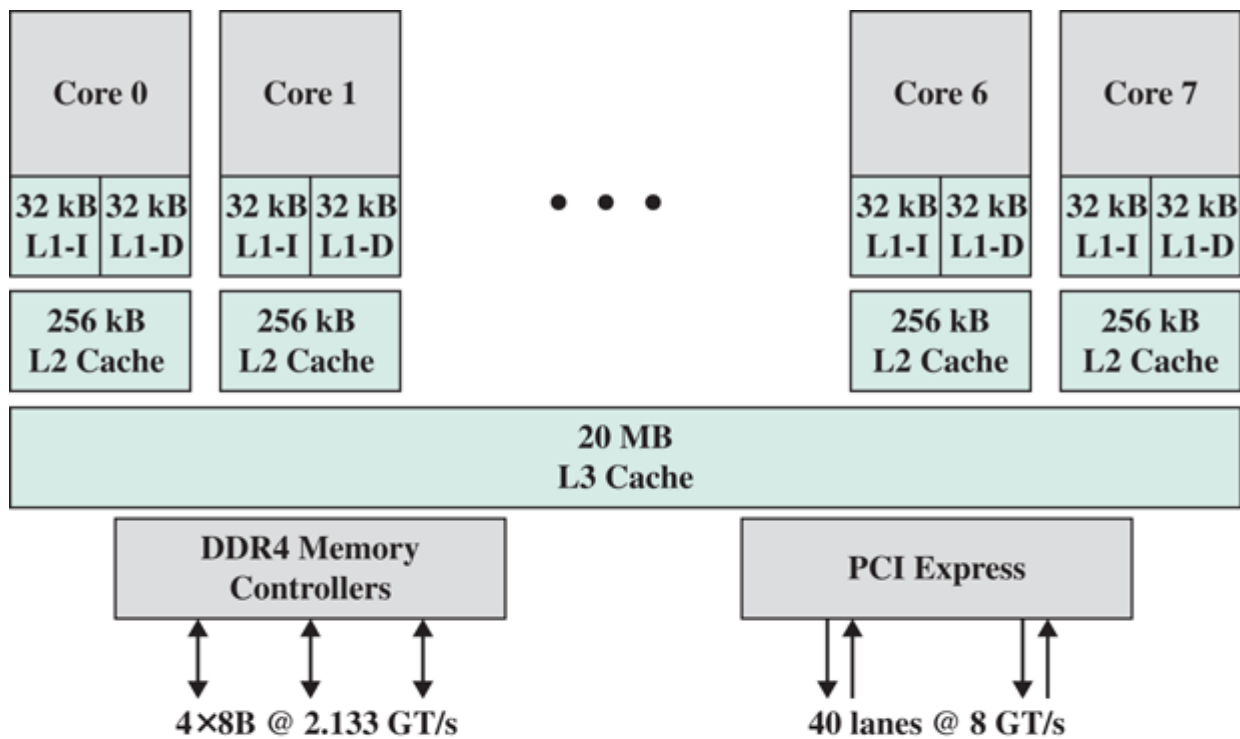 Core 0
Core 1
Core 6
Core 7
32 kB 32 kB
L1-I L1-D
32 kB 32 kB
L1-I L1-D
32 kB 32 kB
L1-I L1-D
32 kB 32 kB
L1-I L1-D
256 kB
L2 Cache
256 kB
L2 Cache
256 kB
L2 Cache
256 kB
L2 Cache
20 MB
L3 Cache
DDR4 Memory
Controllers
PCI Express
4×8B @ 2.133 GT/s
40 lanes @ 8 GT/s